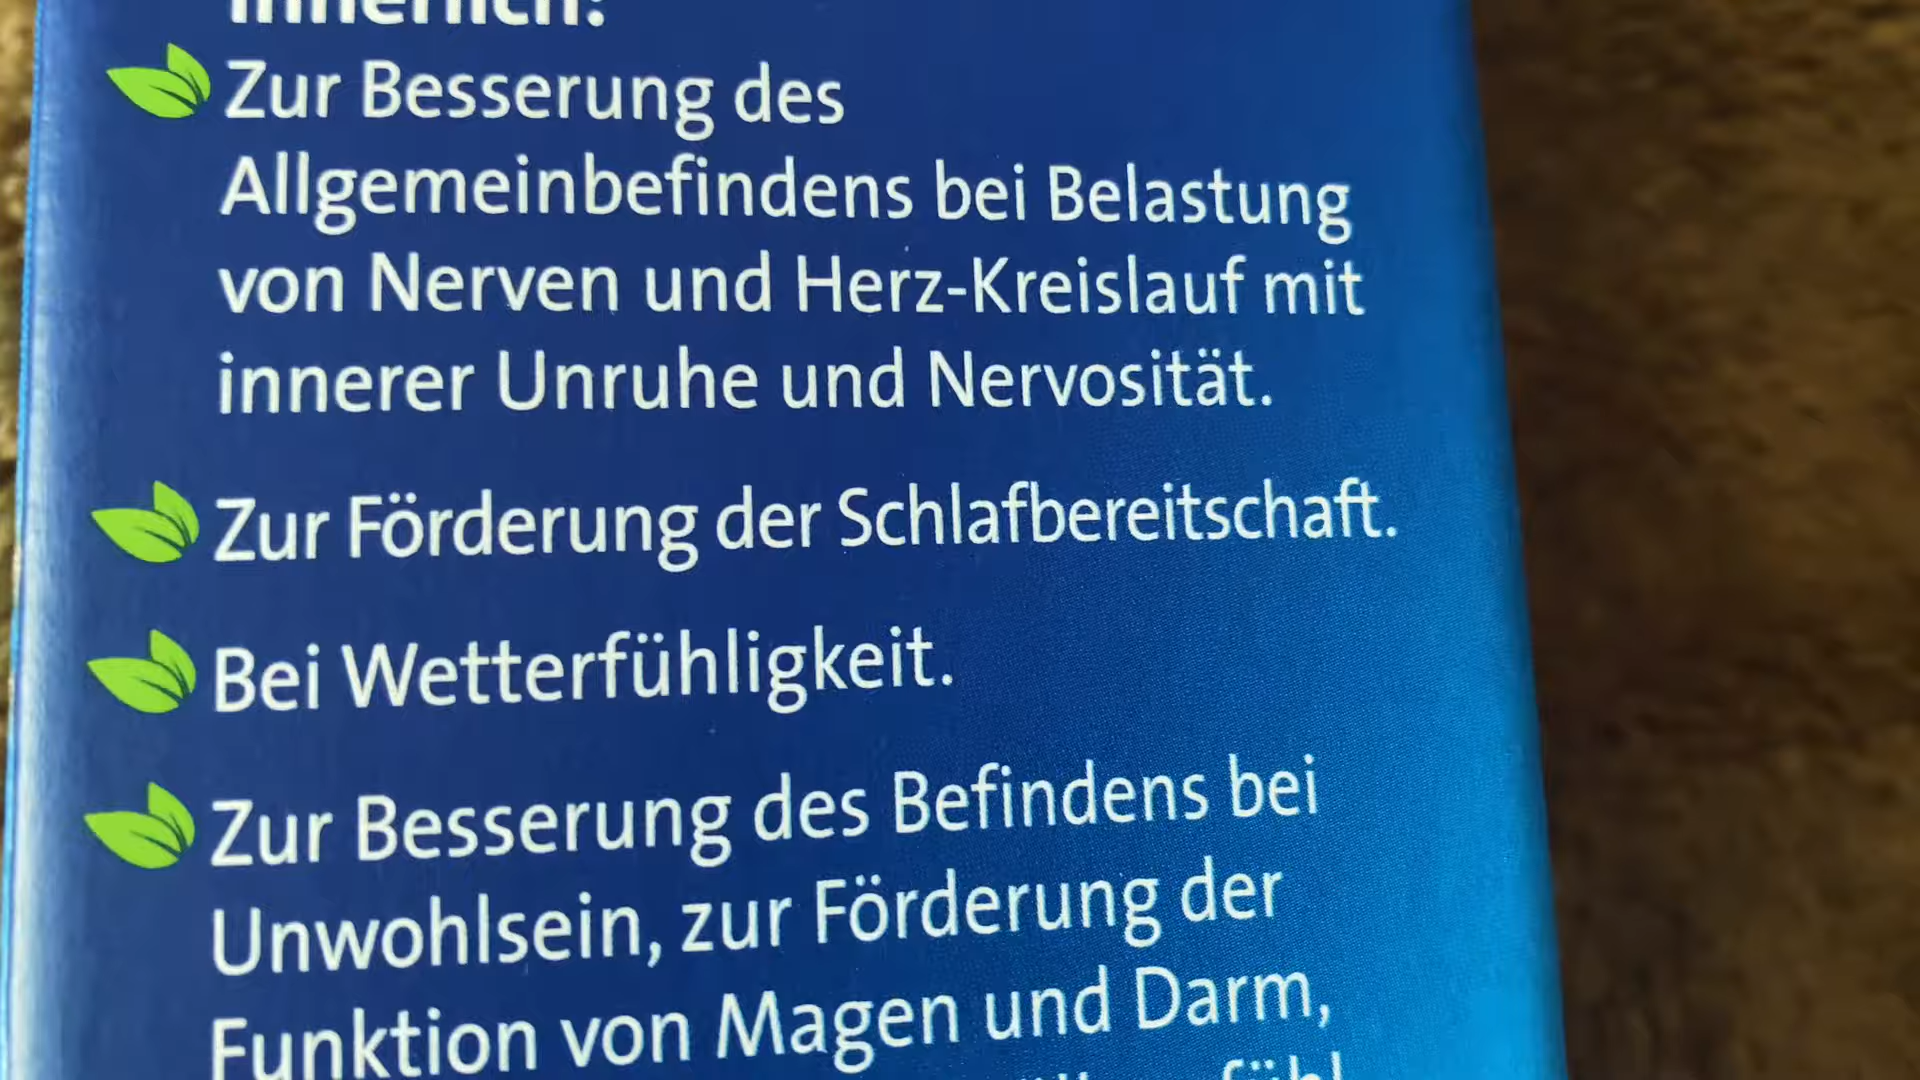 innerlich:
Zur Besserung des
Allgemeinbefindens bei Belastung
von Nerven und Herz-Kreislauf mit
innerer Unruhe und Nervosität.
Zur Förderung der Schlafbereitschaft.
Bei Wetterfühligkeit.
Zur Besserung des Befindens bei
Unwohlsein, zur Förderung der
Funktion von Magen und Darm,